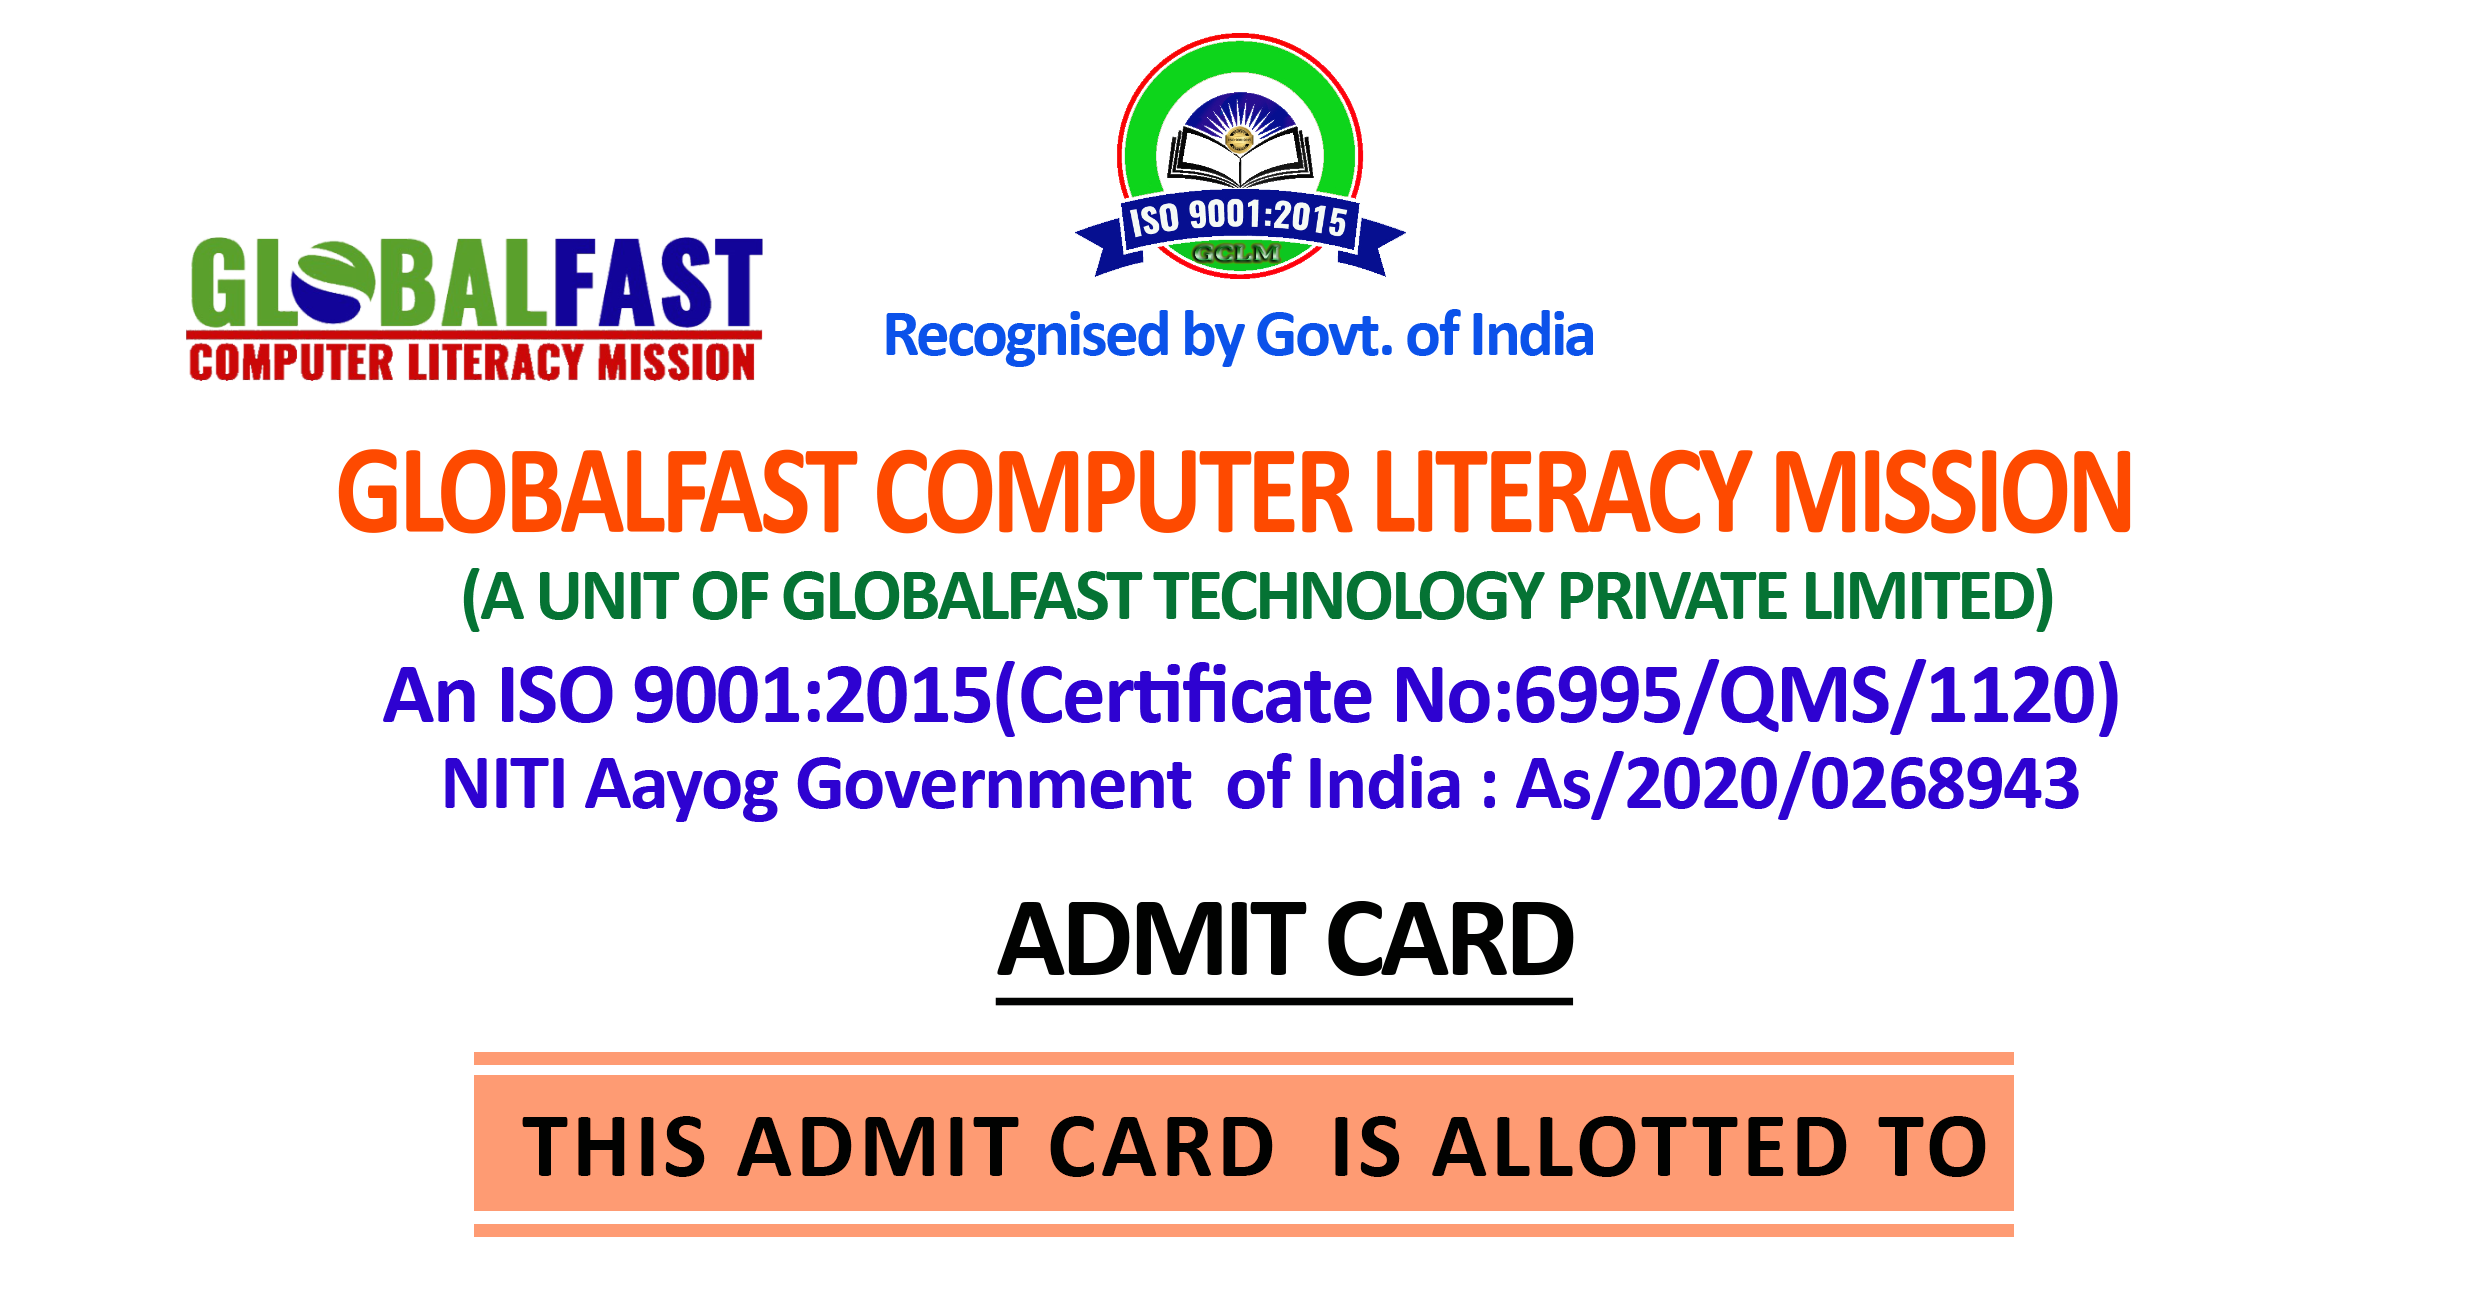 ISO 9001:2015
GCLM
GLOBALFAST
COMPUTER LITERACY MISSION
Recognised by Govt. of India
GLOBALFAST COMPUTER LITERACY MISSION
(A UNIT OF GLOBALFAST TECHNOLOGY PRIVATE LIMITED)
An ISO 9001:2015(Certificate No:6995/QMS/1120)
NITI Aayog Government of India : As/2020/0268943
ADMIT CARD
THIS ADMIT CARD IS ALLOTTED TO